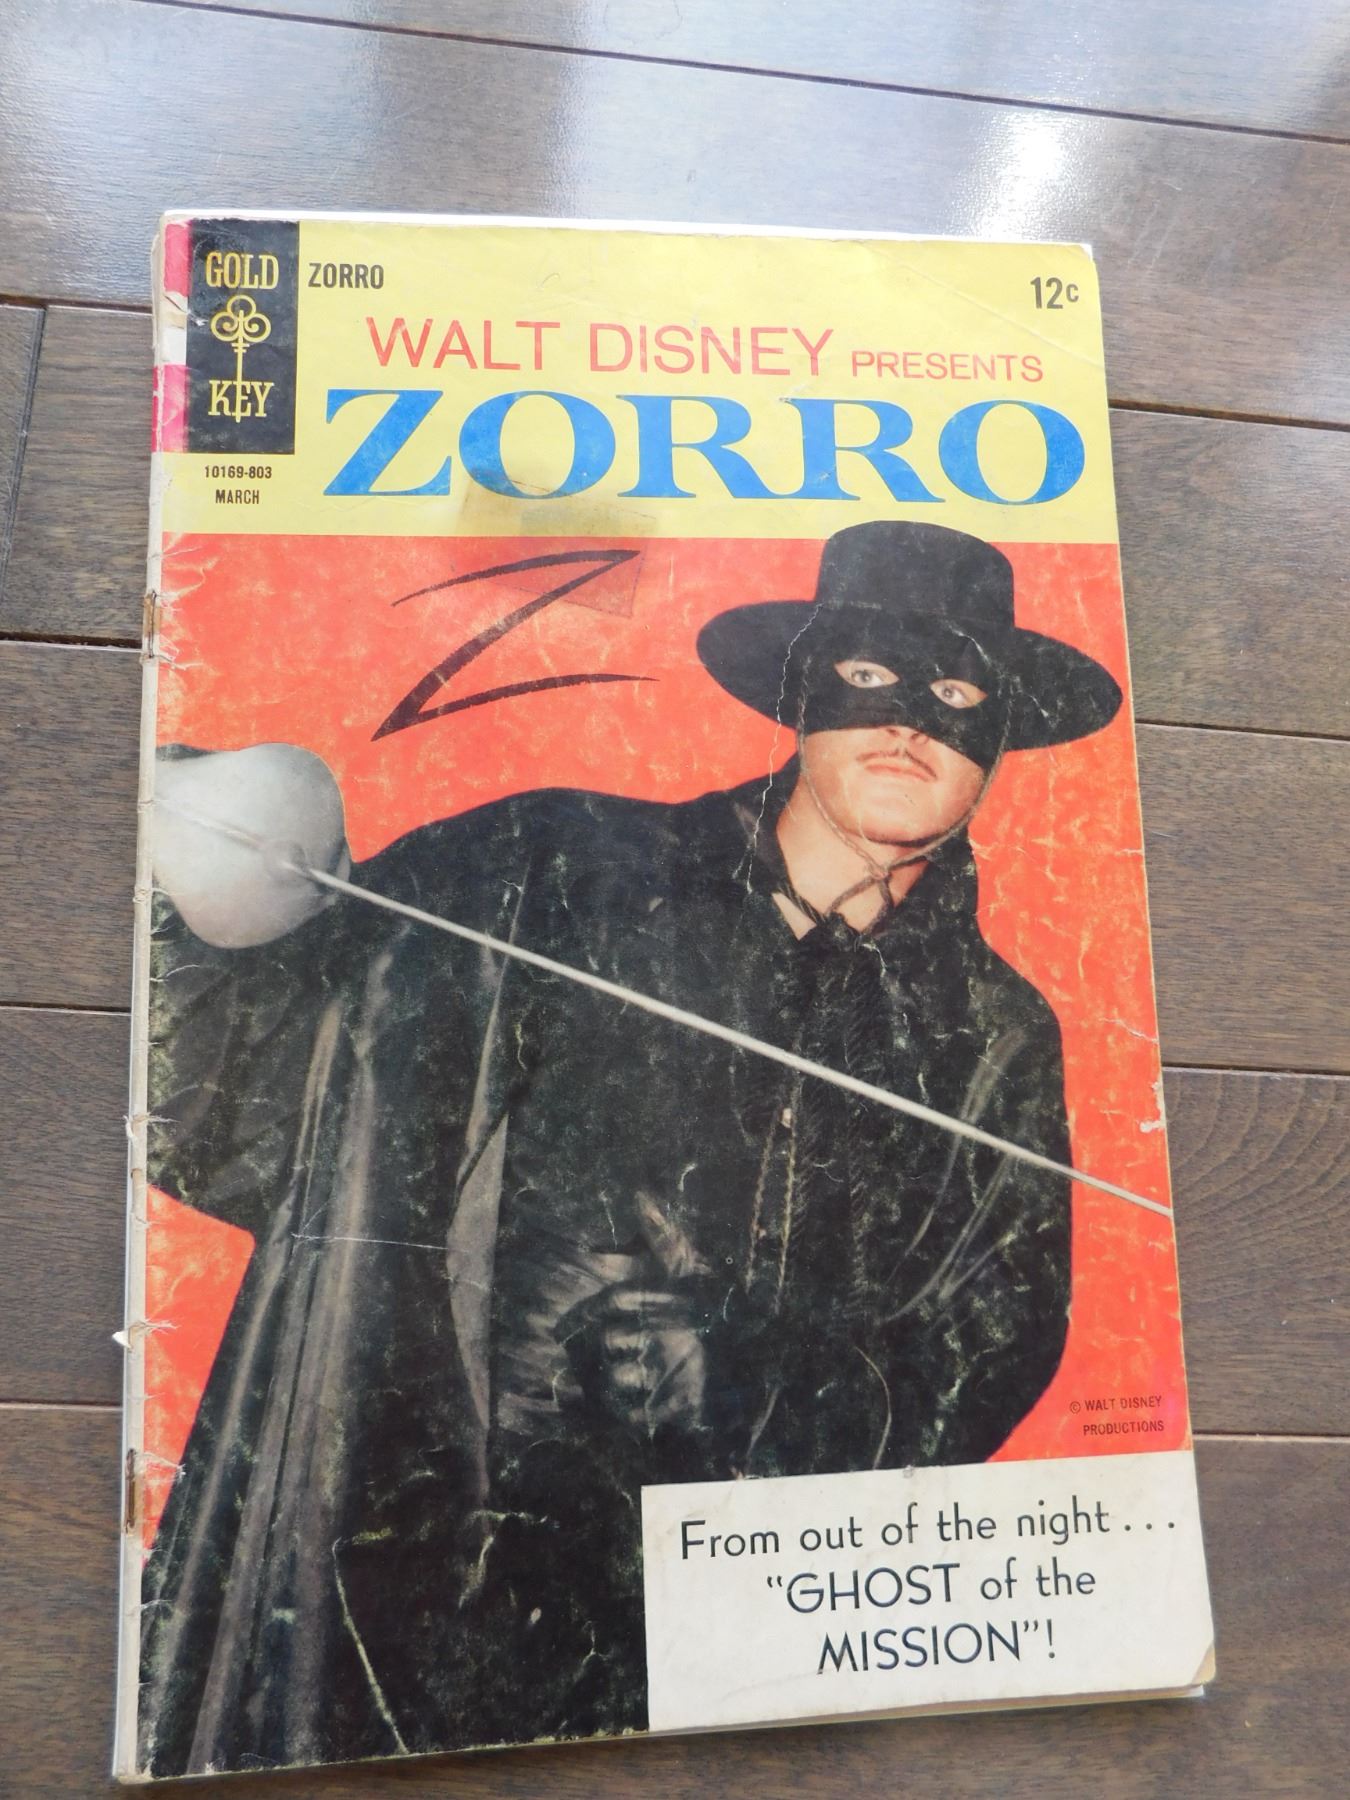 GOLD
KEY
ZORRO
12c
WALT DISNEY PRESENTS
ZORRO
10169-803
MARCH
Z
© WALT DISNEY
PRODUCTIONS
From out of the night...
"GHOST of the
MISSION"!